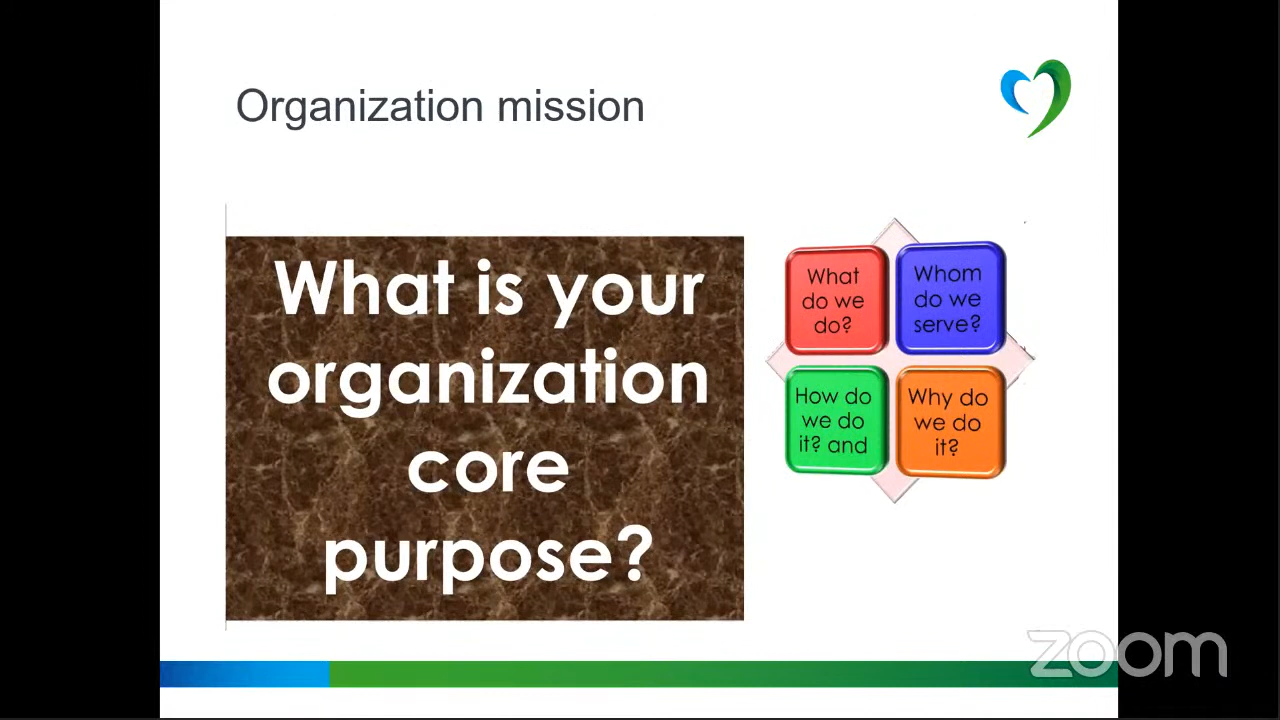 Organization mission
What is your
organization
core
purpose?
What
do we
do?
Whom
do we
serve?
How do
we do
it? and
Why do
we do
it?
zoom